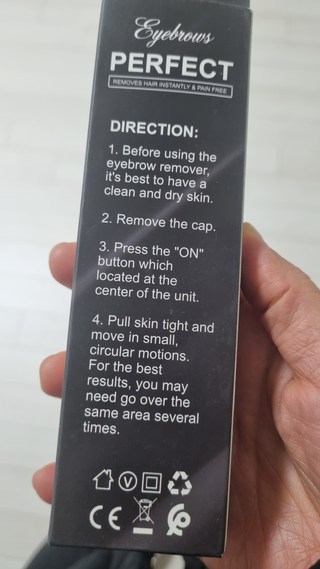 Eyebrows
PERFECT
REMOVES HAIR INSTANTLY & PAIN FREE
DIRECTION:
1. Before using the
eyebrow remover,
it's best to have a
clean and dry skin.
2. Remove the cap.
3. Press the "ON"
button which
located at the
center of the unit.
4. Pull skin tight and
move in small,
circular motions.
For the best
results, you may
need go over the
same area several
times.
V
CE